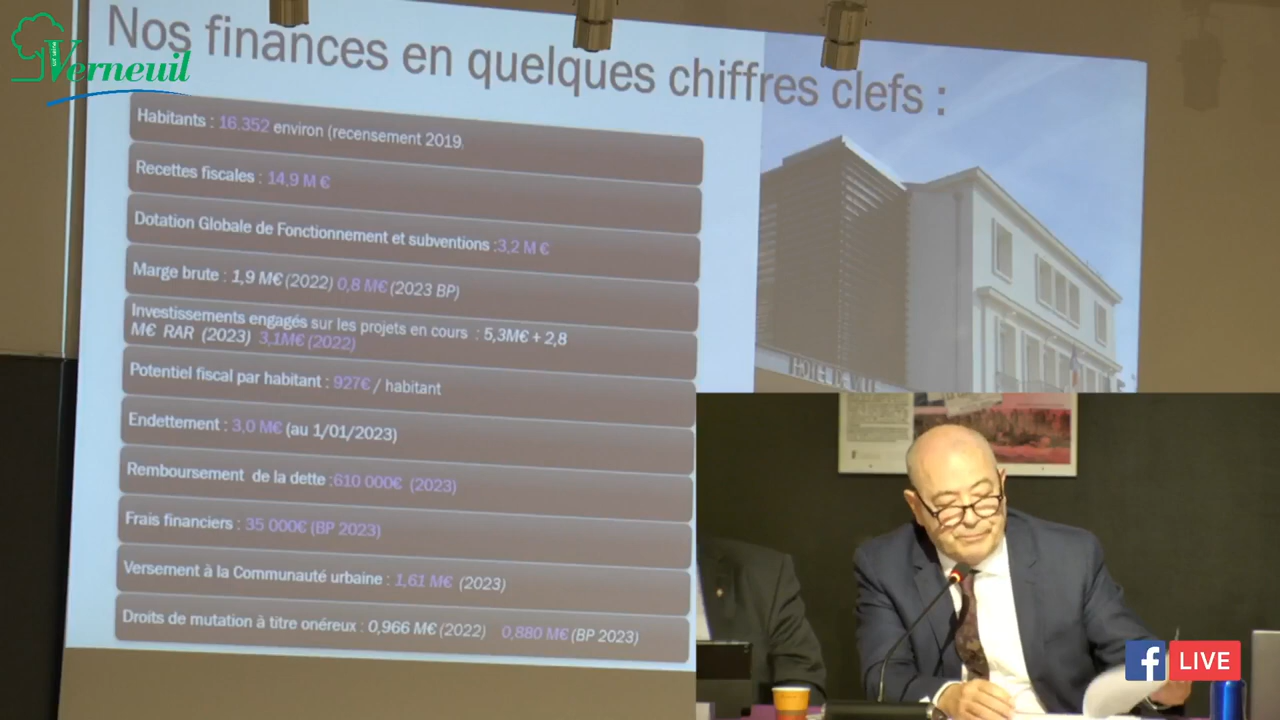 Nos finances en quelques chiffres clefs :
sur seine
Verneuil
Habitants : 16.352 environ (recensement 2019
Recettes fiscales : 14,9 M €
Dotation Globale de Fonctionnement et subventions :3,2 M €
Marge brute : 1,9 M€ (2022) 0,8 M€ (2023 BP)
Investissements engagés sur les projets en cours : 5,3M€ + 2,8
M€ RAR (2023) 3,1M€ (2022)
Potentiel fiscal par habitant : 927€ / habitant
Endettement : 3,0 M€ (au 1/01/2023)
Remboursement de la dette :610 000€ (2023)
Frais financiers : 35 000€ (BP 2023)
Versement à la Communauté urbaine : 1,61 M€ (2023)
Droits de mutation à titre onéreux : 0,966 M€ (2022) 0,880 M€ (BP 2023)
HOTEL DE VILLE
f LIVE